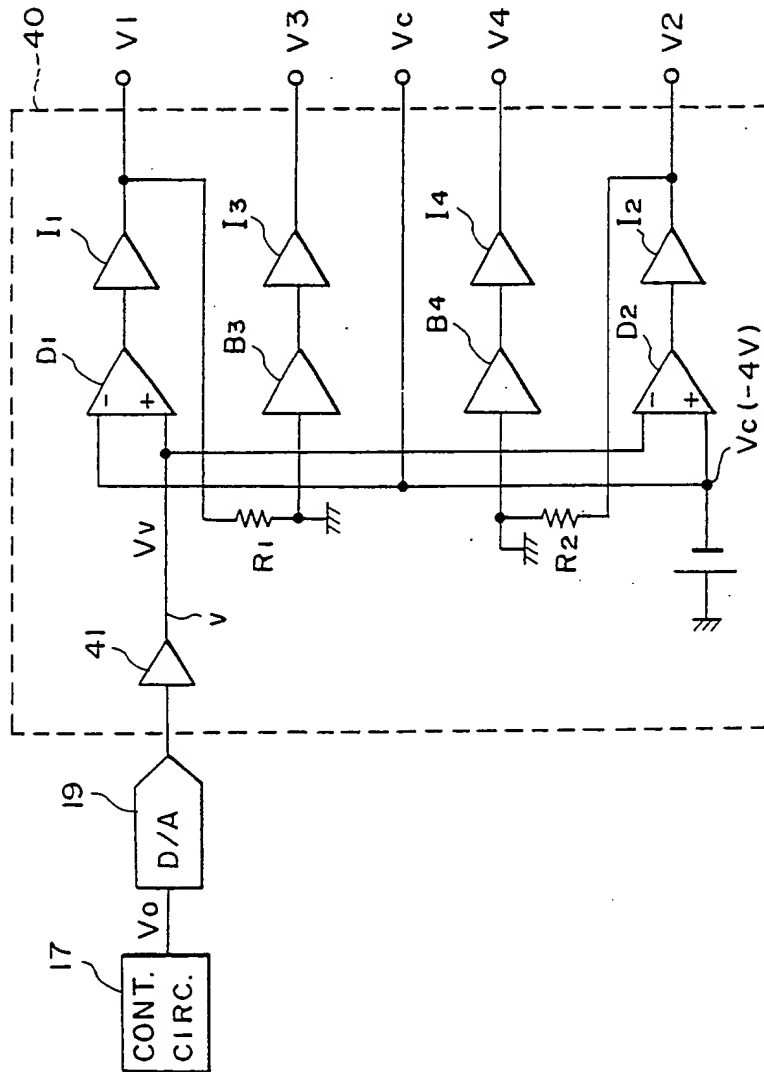 40
V1
V3
Vc
V4
V2
I1
I3
I4
I2
D1
B3
B4
D2
-
+
-
+
Vv
R1
R2
Vc (-4V)
v
41
19
D/A
Vo
17
CONT.
CIRC.